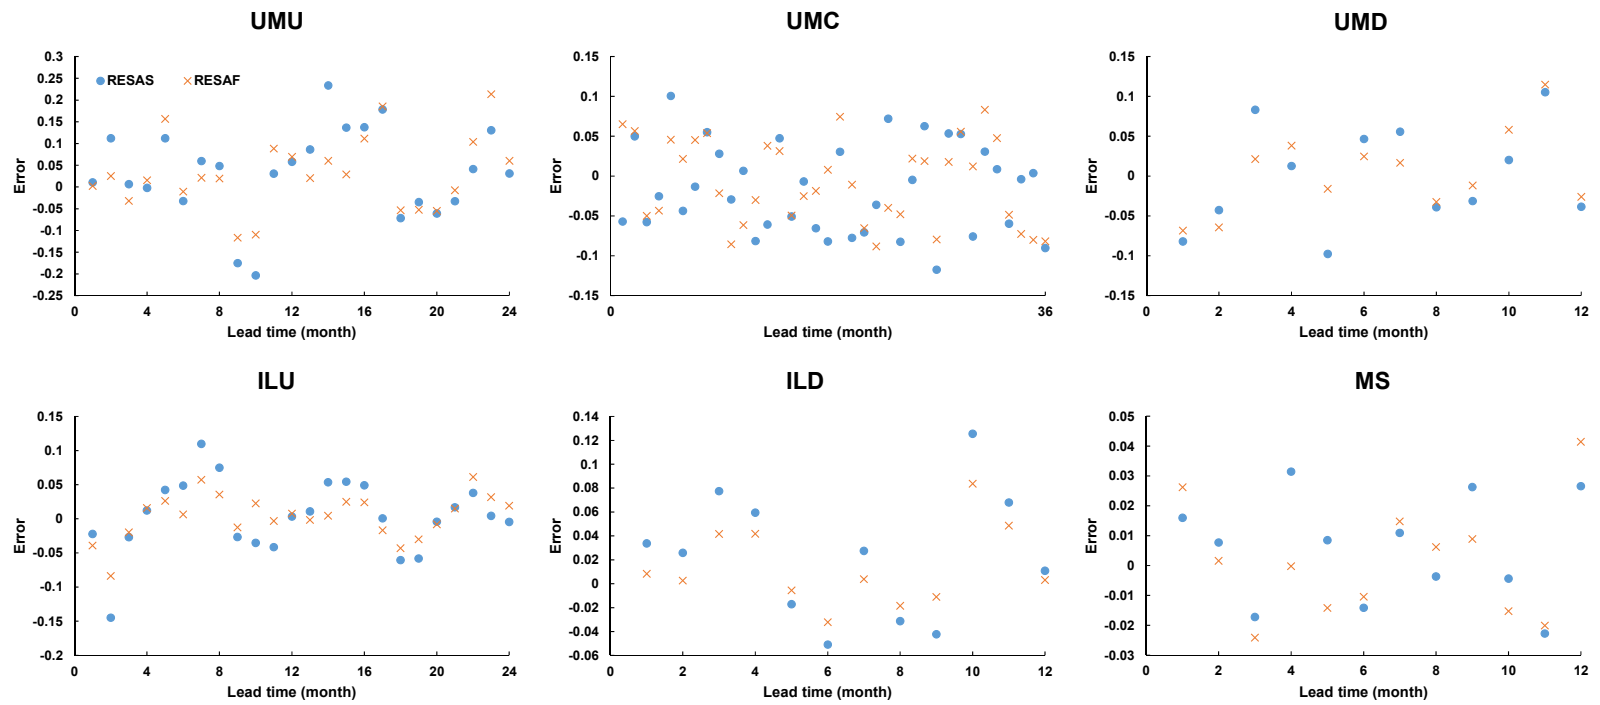 UMU
0.3
0.25
0.2
0.15
0.1
0.05
0
-0.05
-0.1
-0.15
-0.2
-0.25
Error
RESAS RESAF
0 4 8 12 16 20 24
Lead time (month)
UMC
0.15
0.1
0.05
0
-0.05
-0.1
-0.15
Error
0 36
Lead time (month)
UMD
0.15
0.1
0.05
0
-0.05
-0.1
-0.15
Error
0 2 4 6 8 10 12
Lead time (month)
ILU
0.15
0.1
0.05
0
-0.05
-0.1
-0.15
-0.2
Error
0 4 8 12 16 20 24
Lead time (month)
ILD
0.14
0.12
0.1
0.08
0.06
0.04
0.02
0
-0.02
-0.04
-0.06
Error
0 2 4 6 8 10 12
Lead time (month)
MS
0.05
0.04
0.03
0.02
0.01
0
-0.01
-0.02
-0.03
Error
0 2 4 6 8 10 12
Lead time (month)